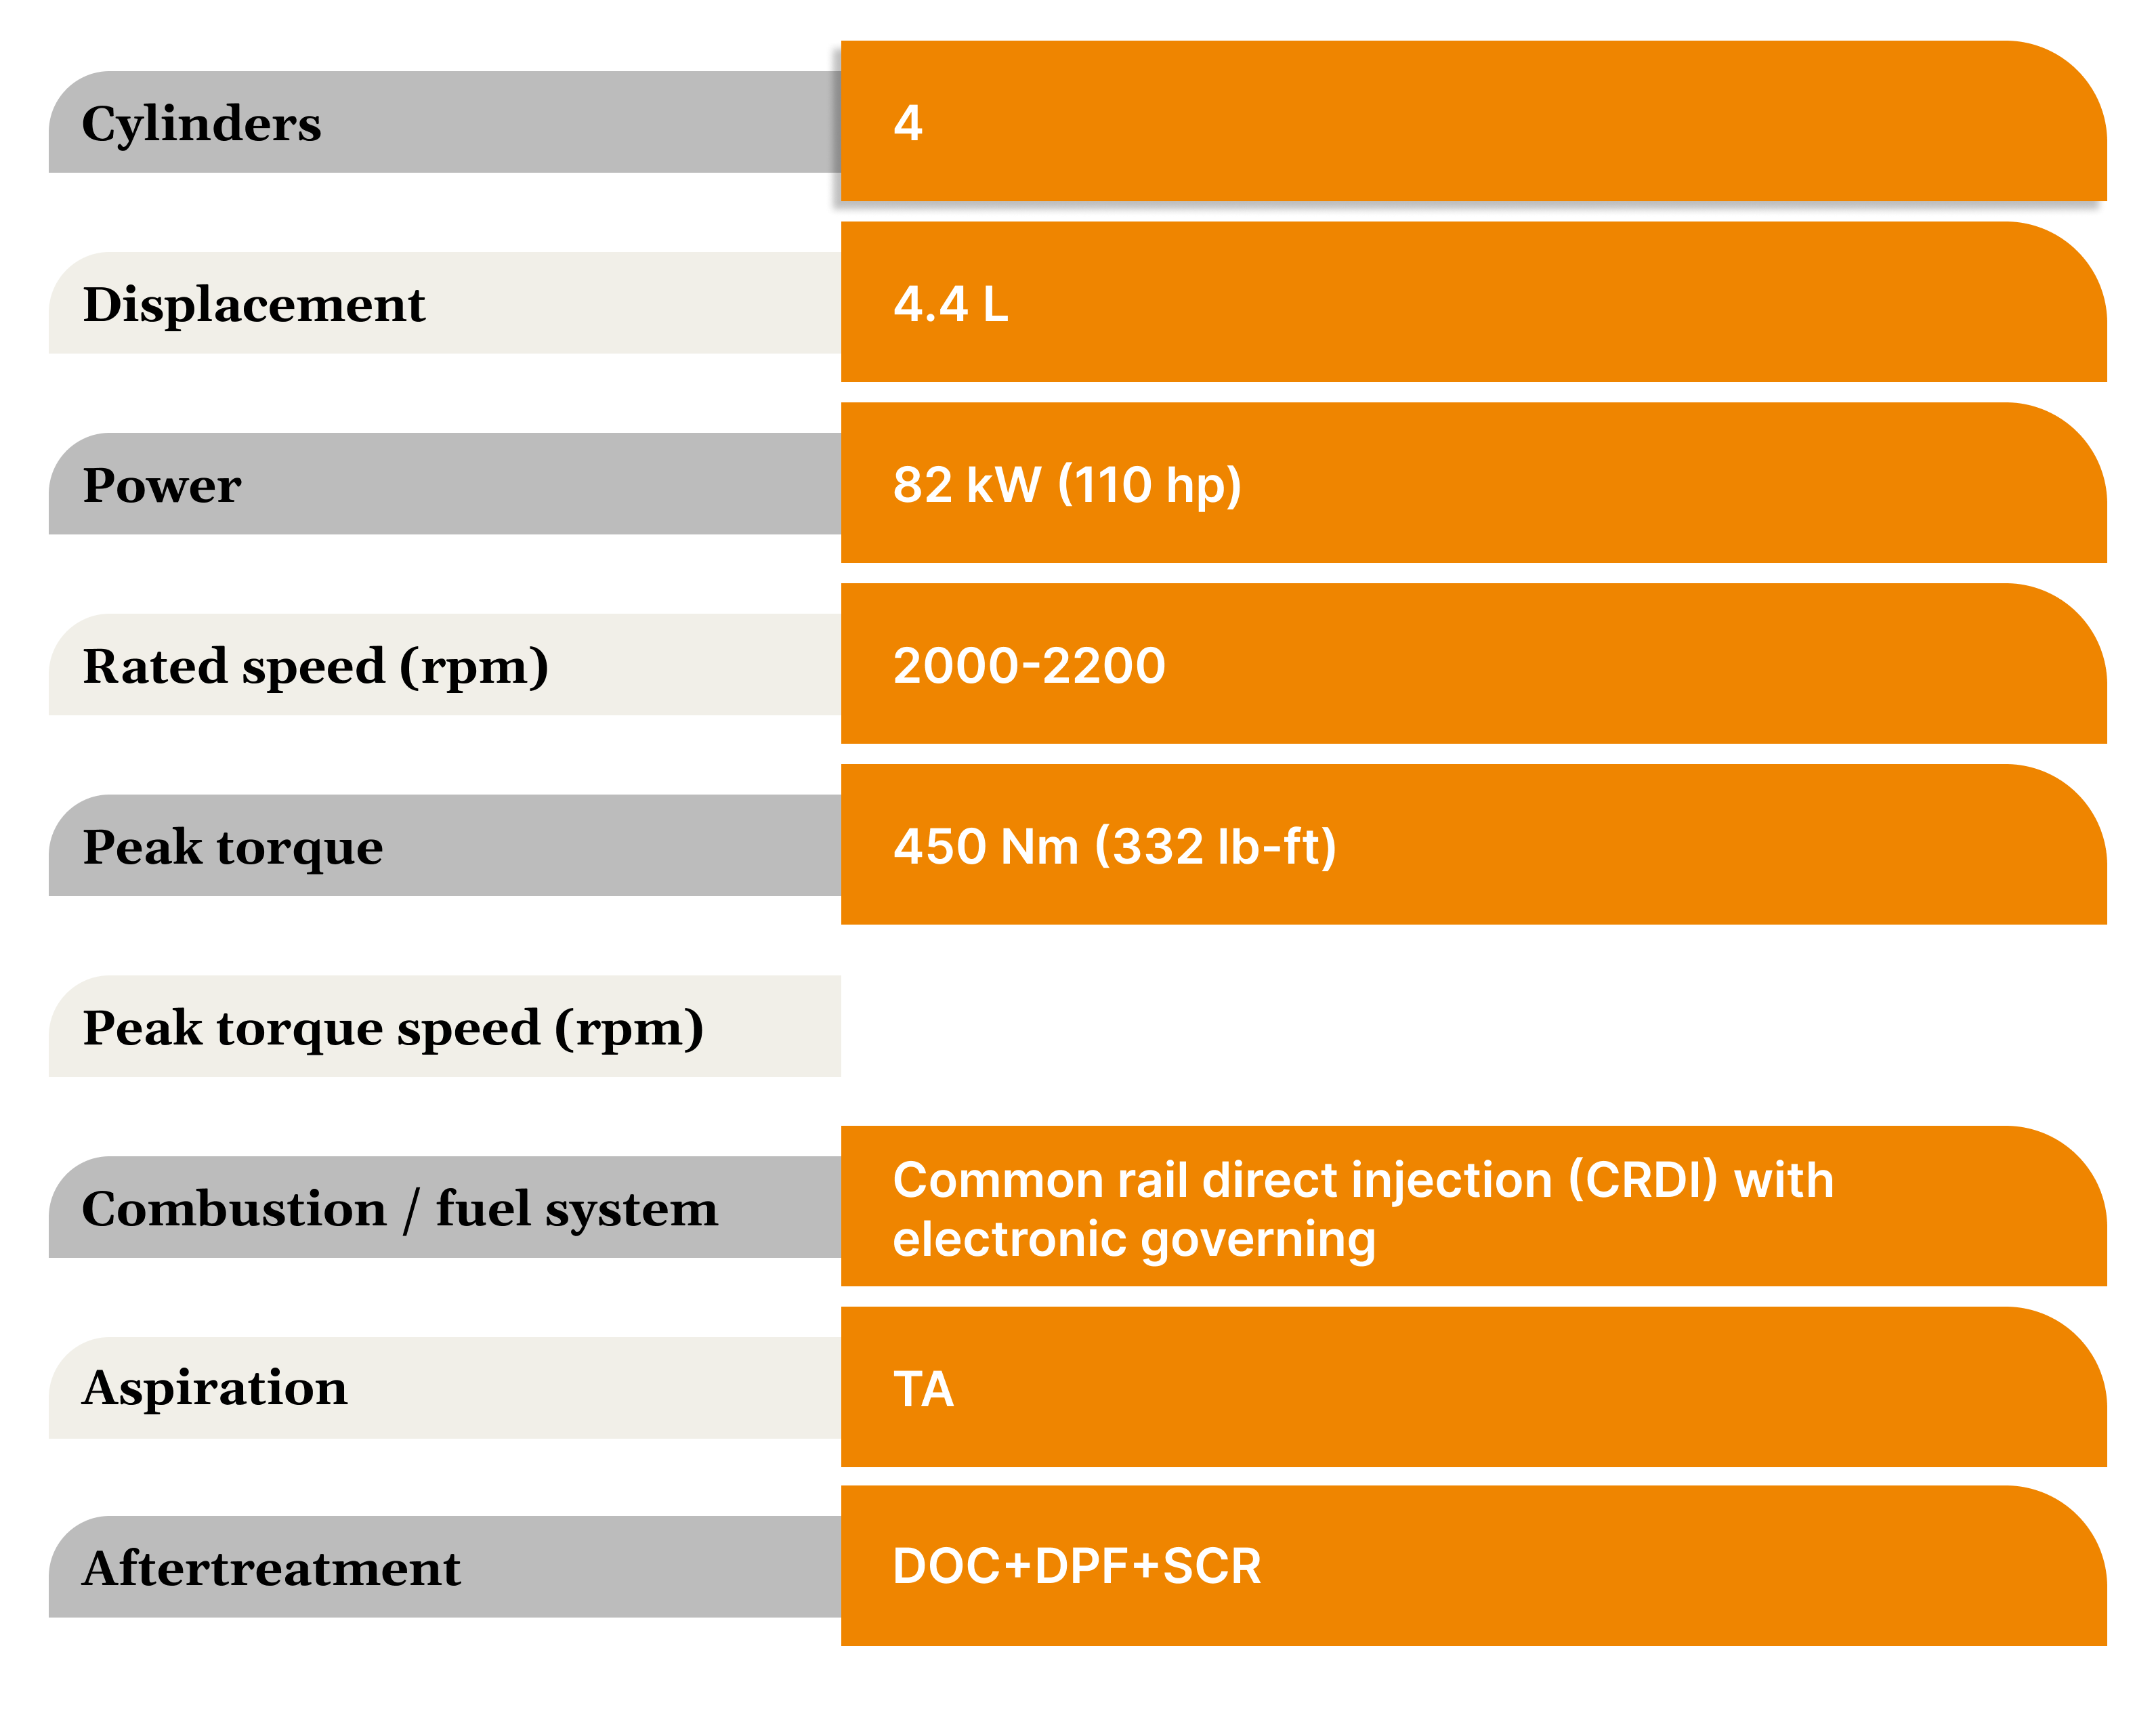 Cylinders
4
Displacement
4.4 L
Power
82 kW (110 hp)
Rated speed (rpm)
2000-2200
Peak torque
450 Nm (332 lb-ft)
Peak torque speed (rpm)
Combustion / fuel system
Common rail direct injection (CRDI) with
electronic governing
Aspiration
TA
Aftertreatment
DOC+DPF+SCR